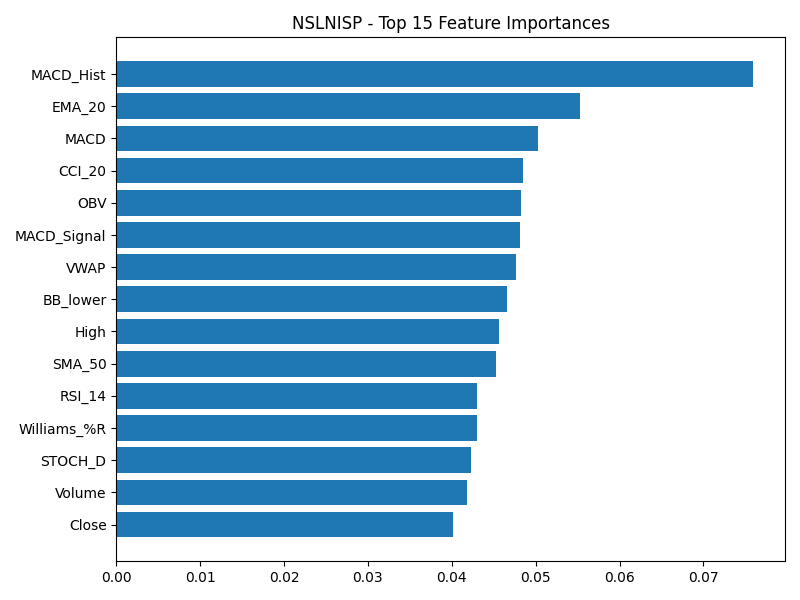 NSLNISP - Top 15 Feature Importances
MACD_Hist
EMA_20
MACD
CCI_20
OBV
MACD_Signal
VWAP
BB_lower
High
SMA_50
RSI_14
Williams_%R
STOCH_D
Volume
Close
0.00 0.01 0.02 0.03 0.04 0.05 0.06 0.07